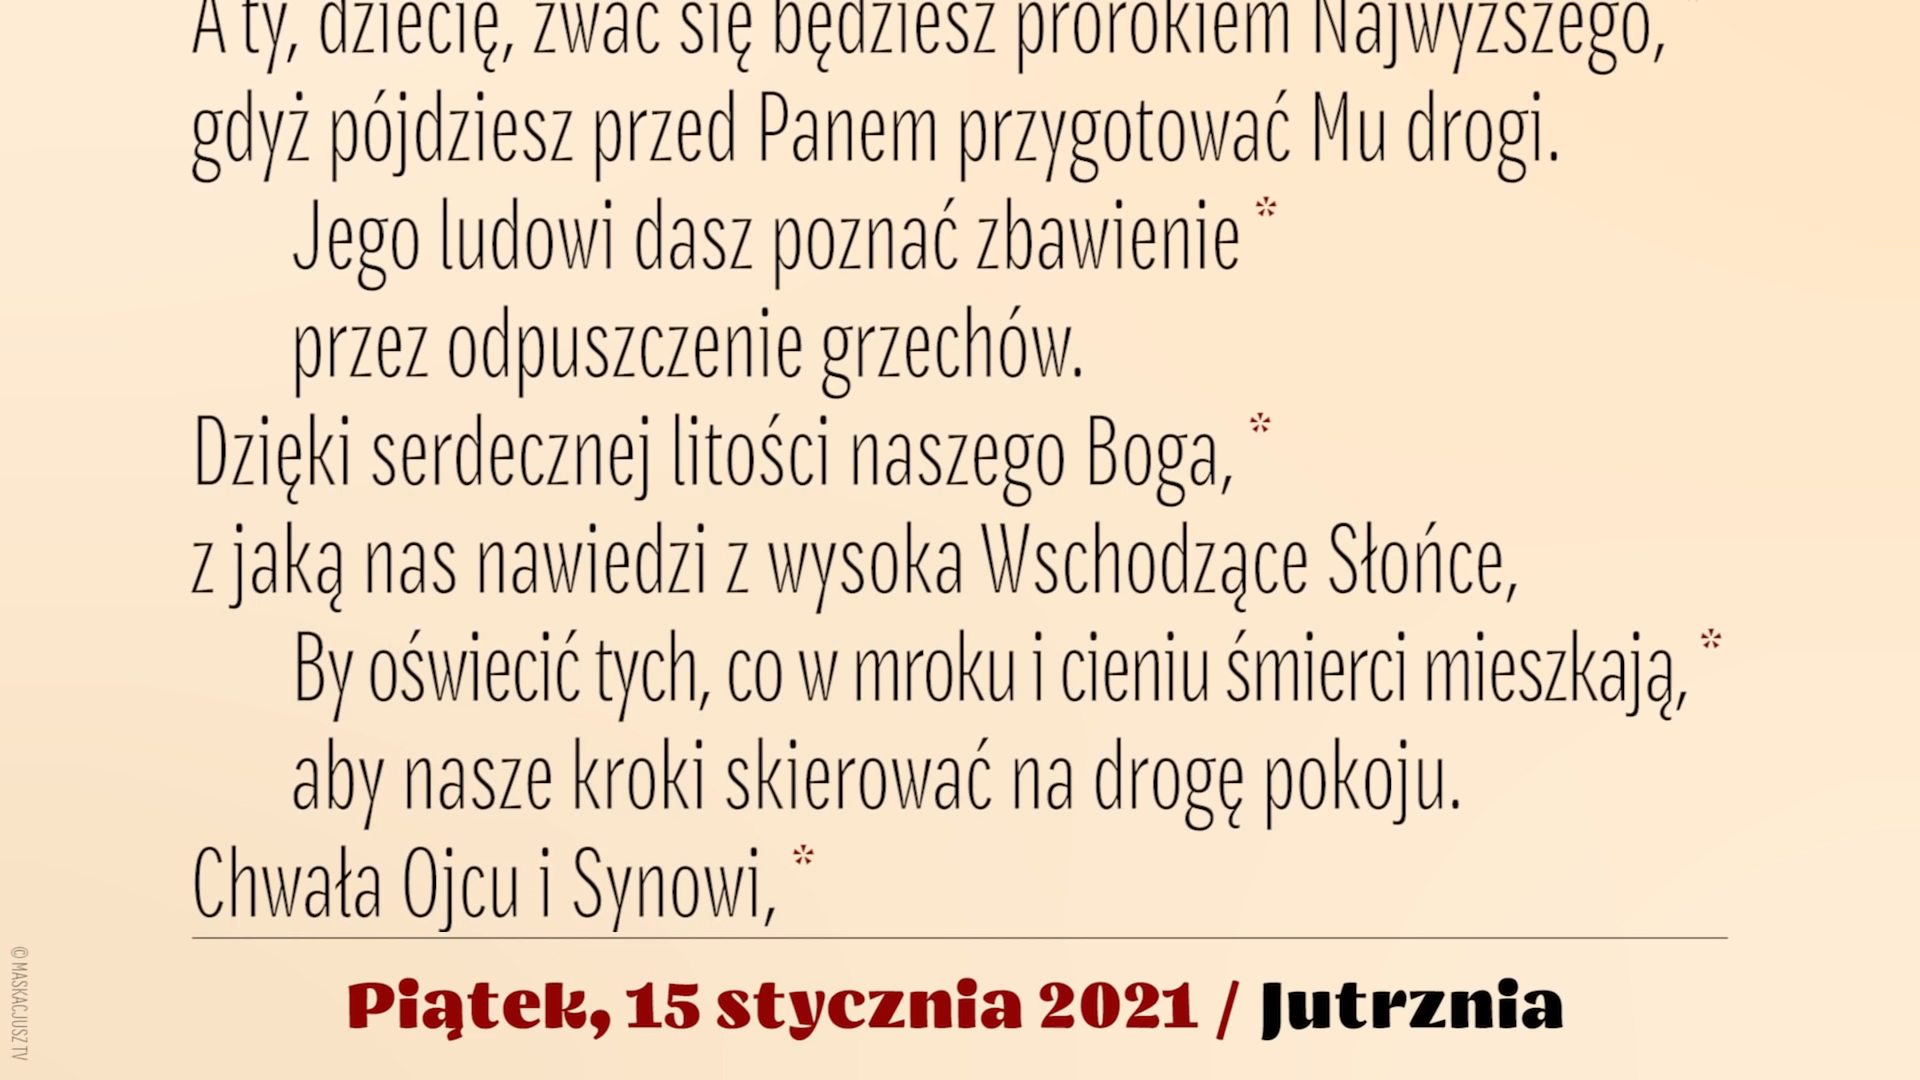 A ty, dziecię, zwać się będziesz prorokiem Najwyższego,
gdyż pójdziesz przed Panem przygotować Mu drogi.
Jego ludowi dasz poznać zbawienie *
przez odpuszczenie grzechów.
Dzięki serdecznej litości naszego Boga, *
z jaką nas nawiedzi z wysoka Wschodzące Słońce,
By oświecić tych, co w mroku i cieniu śmierci mieszkają, *
aby nasze kroki skierować na drogę pokoju.
Chwała Ojcu i Synowi, *
Piątek, 15 stycznia 2021 / Jutrznia
© MASKACJUSZ TV